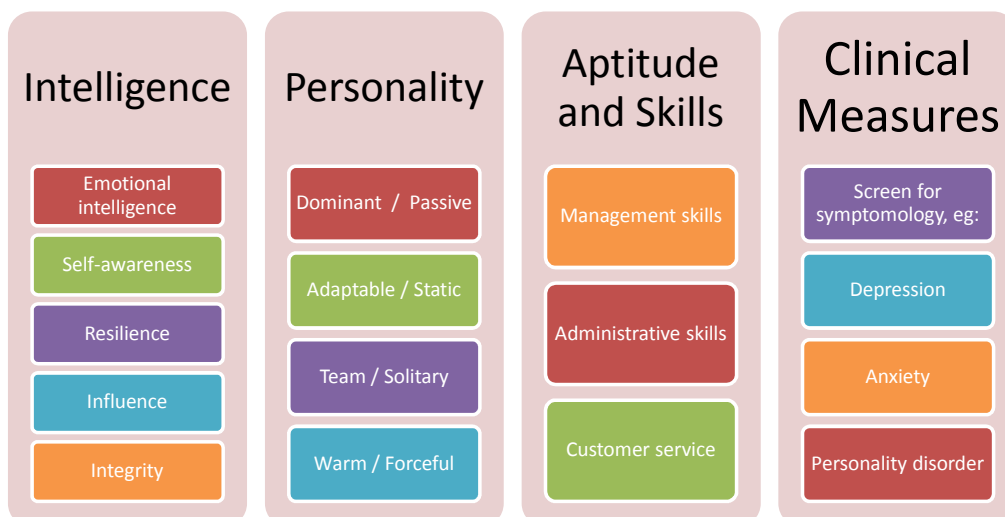 Intelligence
Emotional
intelligence
Self-awareness
Resilience
Influence
Integrity
Personality
Dominant / Passive
Adaptable / Static
Team / Solitary
Warm / Forceful
Aptitude
and Skills
Management skills
Administrative skills
Customer service
Clinical
Measures
Screen for
symptomology, eg:
Depression
Anxiety
Personality disorder